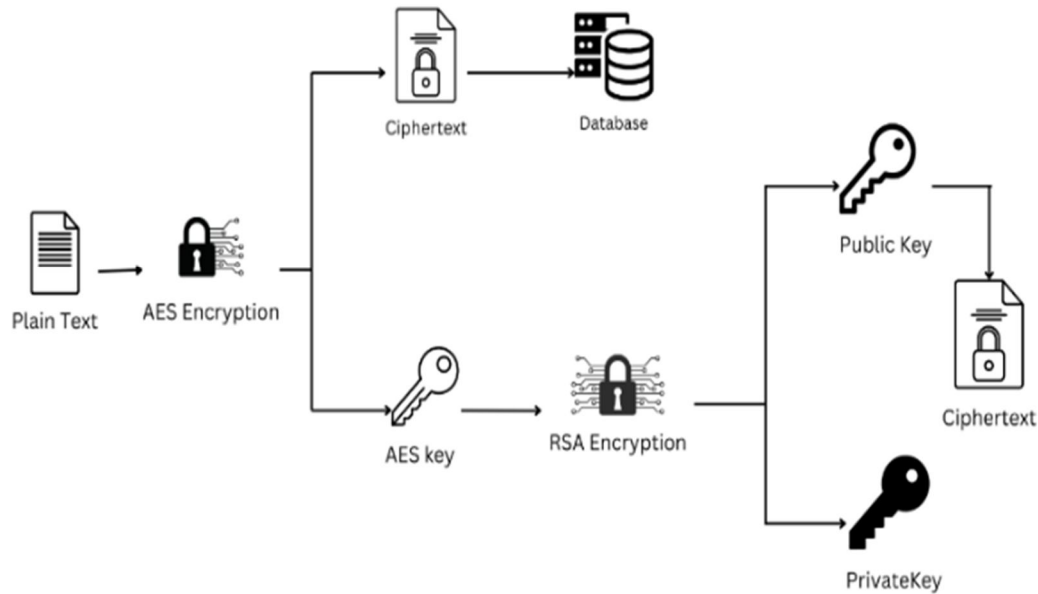 Ciphertext
Database
Plain Text
AES Encryption
Public Key
AES key
RSA Encryption
Ciphertext
PrivateKey